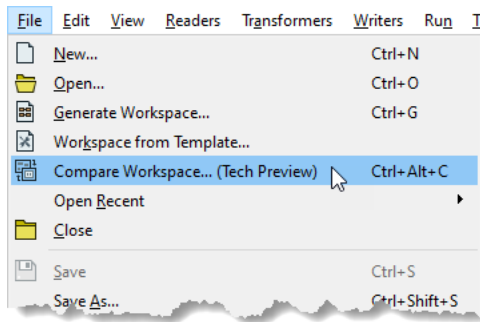 File Edit View Readers Transformers Writers Run T
New... Ctrl+N
Open... Ctrl+O
Generate Workspace... Ctrl+G
Workspace from Template...
Compare Workspace... (Tech Preview) Ctrl+Alt+C
Open Recent
Close
Save Ctrl+S
Save As... Ctrl+Shift+S